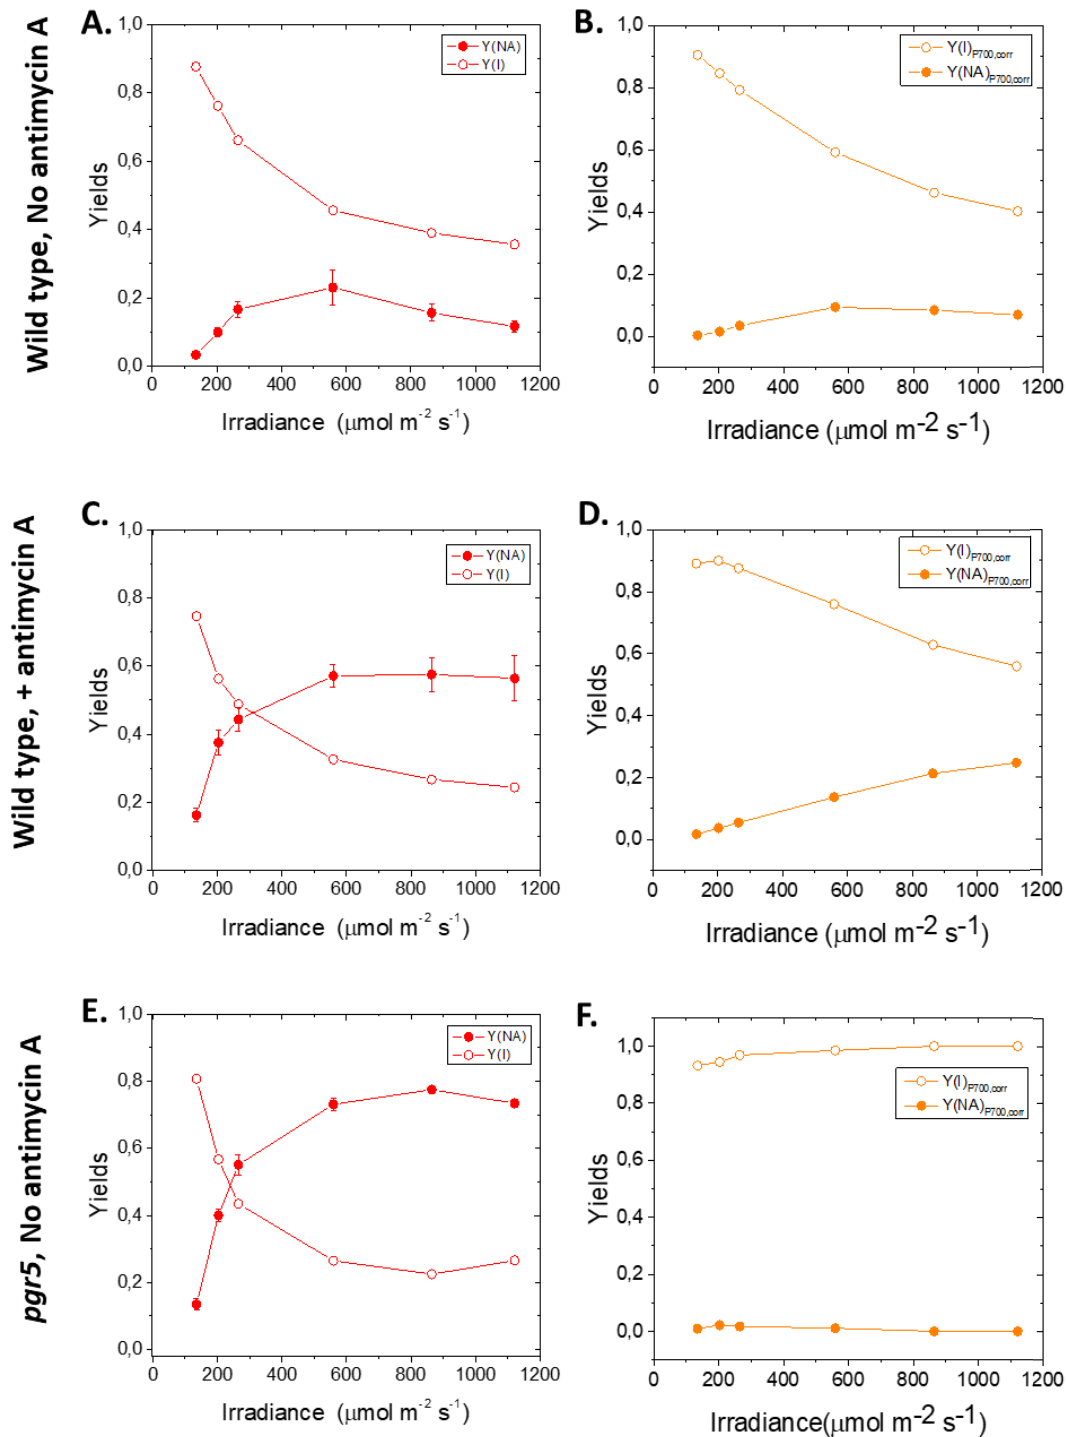 Wild type, No antimycin A
A.
1,0
0,8
0,6
0,4
0,2
0,0
Yields
Y(NA)
Y(I)
0 200 400 600 800 1000 1200
Irradiance (μmol m⁻² s⁻¹)
B.
1,0
0,8
0,6
0,4
0,2
0,0
Yields
Y(I)P700,corr
Y(NA)P700,corr
0 200 400 600 800 1000 1200
Irradiance (μmol m⁻² s⁻¹)
Wild type, + antimycin A
C.
1,0
0,8
0,6
0,4
0,2
0,0
Yields
Y(NA)
Y(I)
0 200 400 600 800 1000 1200
Irradiance (μmol m⁻² s⁻¹)
D.
1,0
0,8
0,6
0,4
0,2
0,0
Yields
Y(I)P700,corr
Y(NA)P700,corr
0 200 400 600 800 1000 1200
Irradiance (μmol m⁻² s⁻¹)
pgr5, No antimycin A
E.
1,0
0,8
0,6
0,4
0,2
0,0
Yields
Y(NA)
Y(I)
0 200 400 600 800 1000 1200
Irradiance (μmol m⁻² s⁻¹)
F.
1,0
0,8
0,6
0,4
0,2
0,0
Yields
Y(I)P700,corr
Y(NA)P700,corr
0 200 400 600 800 1000 1200
Irradiance(μmol m⁻² s⁻¹)